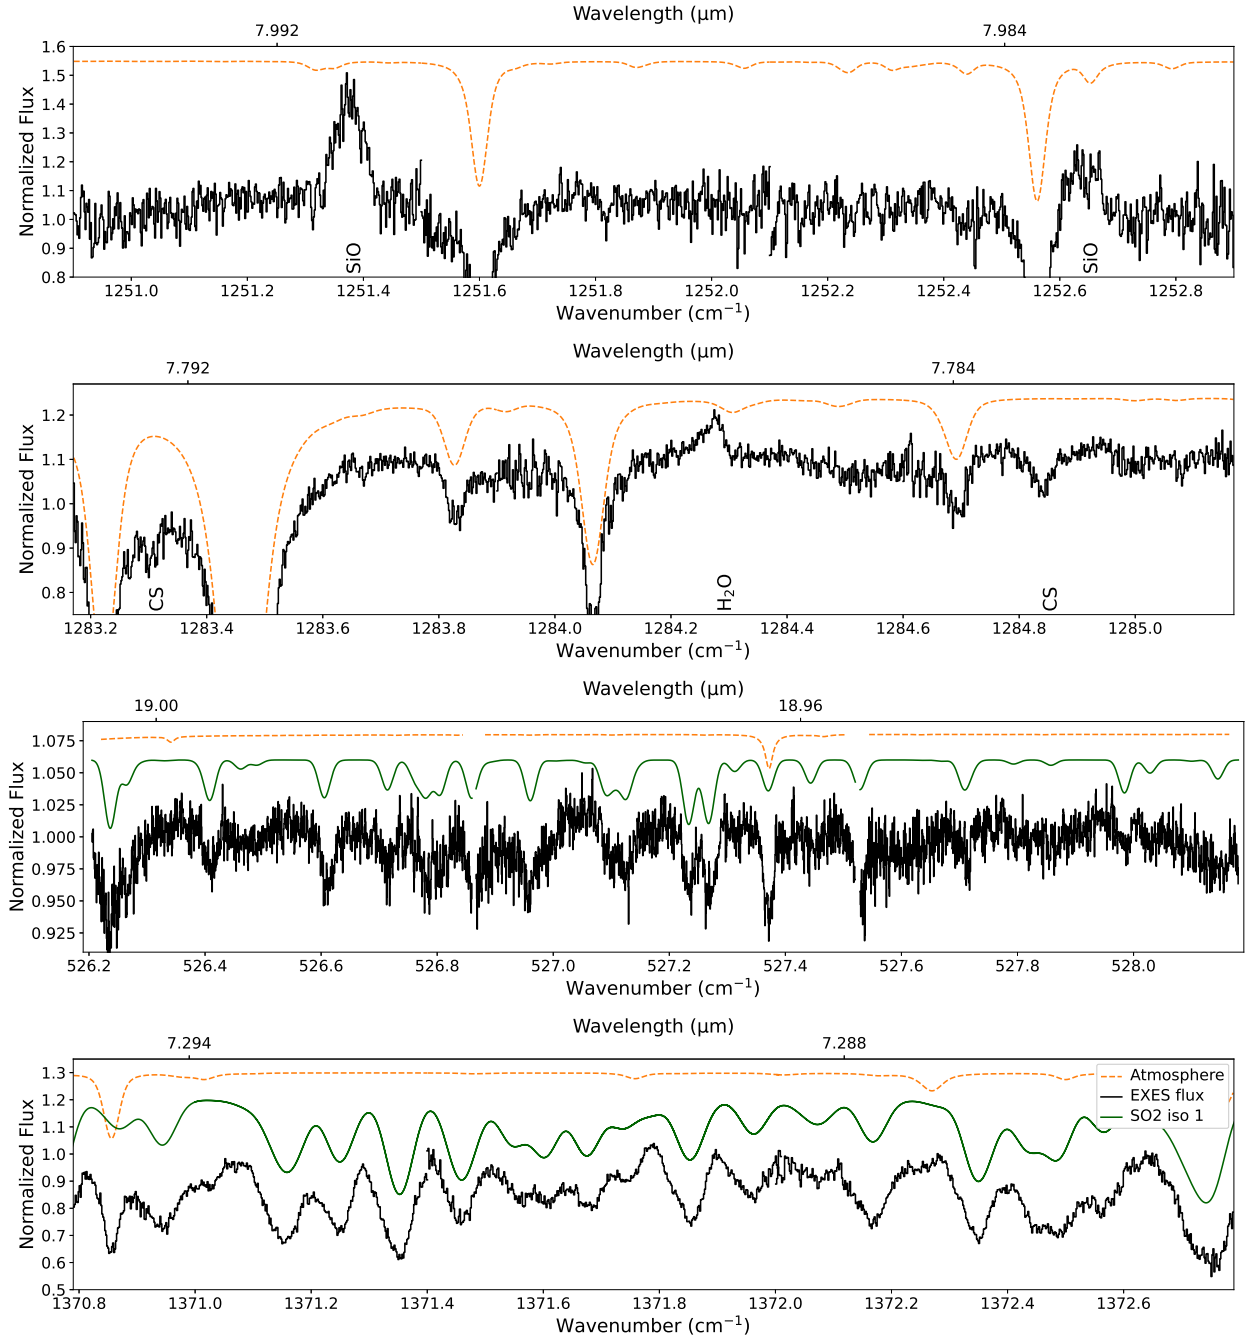 Wavelength (μm)
7.992 7.984
1.6
1.5
1.4
1.3
1.2
1.1
1.0
0.9
0.8
Normalized Flux
SiO SiO
1251.0 1251.2 1251.4 1251.6 1251.8 1252.0 1252.2 1252.4 1252.6 1252.8
Wavenumber (cm⁻¹)
Wavelength (μm)
7.792 7.784
1.2
1.1
1.0
0.9
0.8
Normalized Flux
CS H₂O CS
1283.2 1283.4 1283.6 1283.8 1284.0 1284.2 1284.4 1284.6 1284.8 1285.0
Wavenumber (cm⁻¹)
Wavelength (μm)
19.00 18.96
1.075
1.050
1.025
1.000
0.975
0.950
0.925
Normalized Flux
526.2 526.4 526.6 526.8 527.0 527.2 527.4 527.6 527.8 528.0
Wavenumber (cm⁻¹)
Wavelength (μm)
7.294 7.288
1.3
1.2
1.1
1.0
0.9
0.8
0.7
0.6
0.5
Normalized Flux
Atmosphere
EXES flux
SO2 iso 1
1370.8 1371.0 1371.2 1371.4 1371.6 1371.8 1372.0 1372.2 1372.4 1372.6
Wavenumber (cm⁻¹)